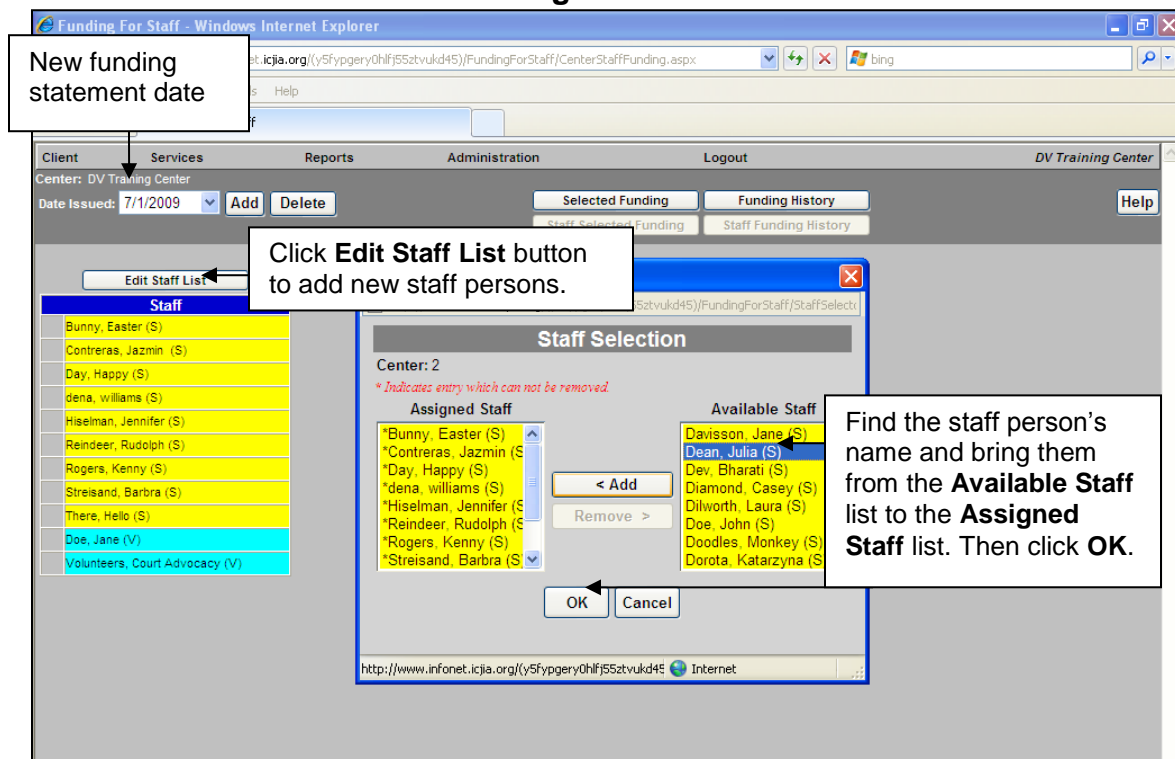 Funding For Staff - Windows Internet Explorer
New funding
statement date
et.icjia.org/(y5fypgery0hlfj55ztvukd45)/FundingForStaff/CenterStaffFunding.aspx
bing
s Help
Client Services Reports Administration Logout DV Training Center
Center: DV Training Center
Date Issued: 7/1/2009 Add Delete
Selected Funding Funding History
Help
Staff Selected Funding Staff Funding History
Click Edit Staff List button
to add new staff persons.
Edit Staff List
Staff
Bunny, Easter (S)
Contreras, Jazmin (S)
Day, Happy (S)
dena, williams (S)
Hiselman, Jennifer (S)
Reindeer, Rudolph (S)
Rogers, Kenny (S)
Streisand, Barbra (S)
There, Hello (S)
Doe, Jane (V)
Volunteers, Court Advocacy (V)
55ztvukd45)/FundingForStaff/StaffSelect
Staff Selection
Center: 2
* Indicates entry which can not be removed.
Assigned Staff
*Bunny, Easter (S)
*Contreras, Jazmin (S
*Day, Happy (S)
*dena, williams (S)
*Hiselman, Jennifer (S
*Reindeer, Rudolph (S
*Rogers, Kenny (S)
*Streisand, Barbra (S
< Add
Remove >
Available Staff
Davisson, Jane (S)
Dean, Julia (S)
Dev, Bharati (S)
Diamond, Casey (S)
Dilworth, Laura (S)
Doe, John (S)
Doodles, Monkey (S)
Dorota, Katarzyna (S
Find the staff person's
name and bring them
from the Available Staff
list to the Assigned
Staff list. Then click OK.
OK Cancel
http://www.infonet.icjia.org/(y5fypgery0hlfj55ztvukd45 Internet